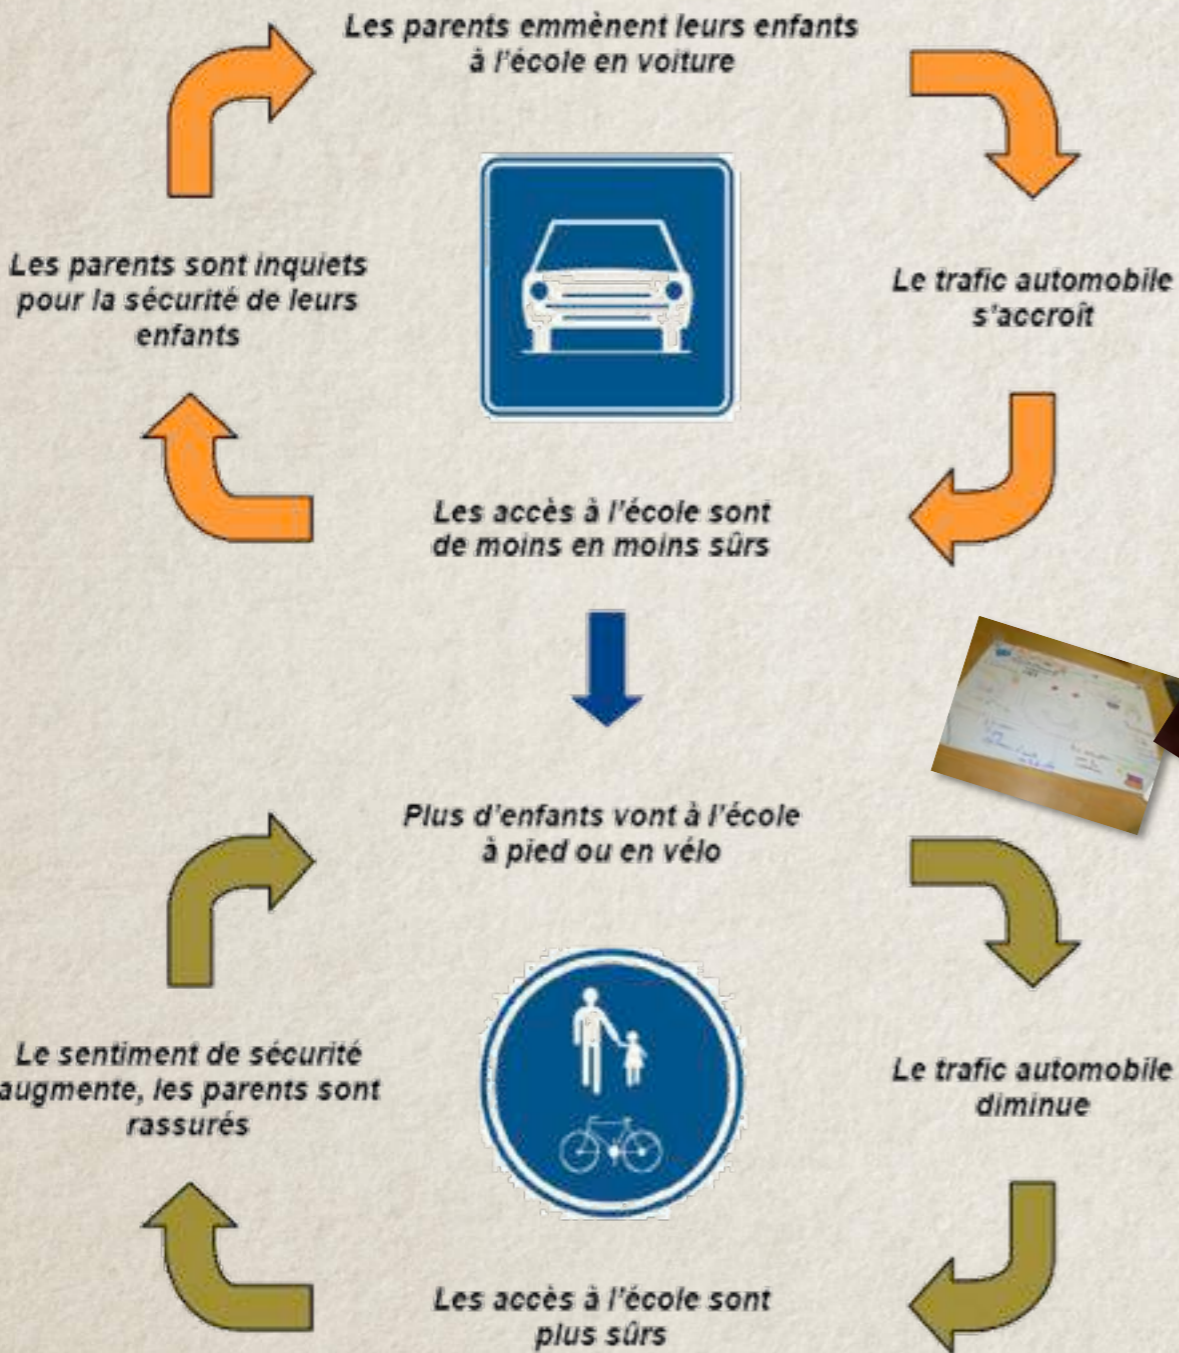 Les parents emmènent leurs enfants
à l'école en voiture
Les parents sont inquiets
pour la sécurité de leurs
enfants
Le trafic automobile
s'accroît
Les accès à l'école sont
de moins en moins sûrs
Plus d'enfants vont à l'école
à pied ou en vélo
Le sentiment de sécurité
augmente, les parents sont
rassurés
Le trafic automobile
diminue
Les accès à l'école sont
plus sûrs